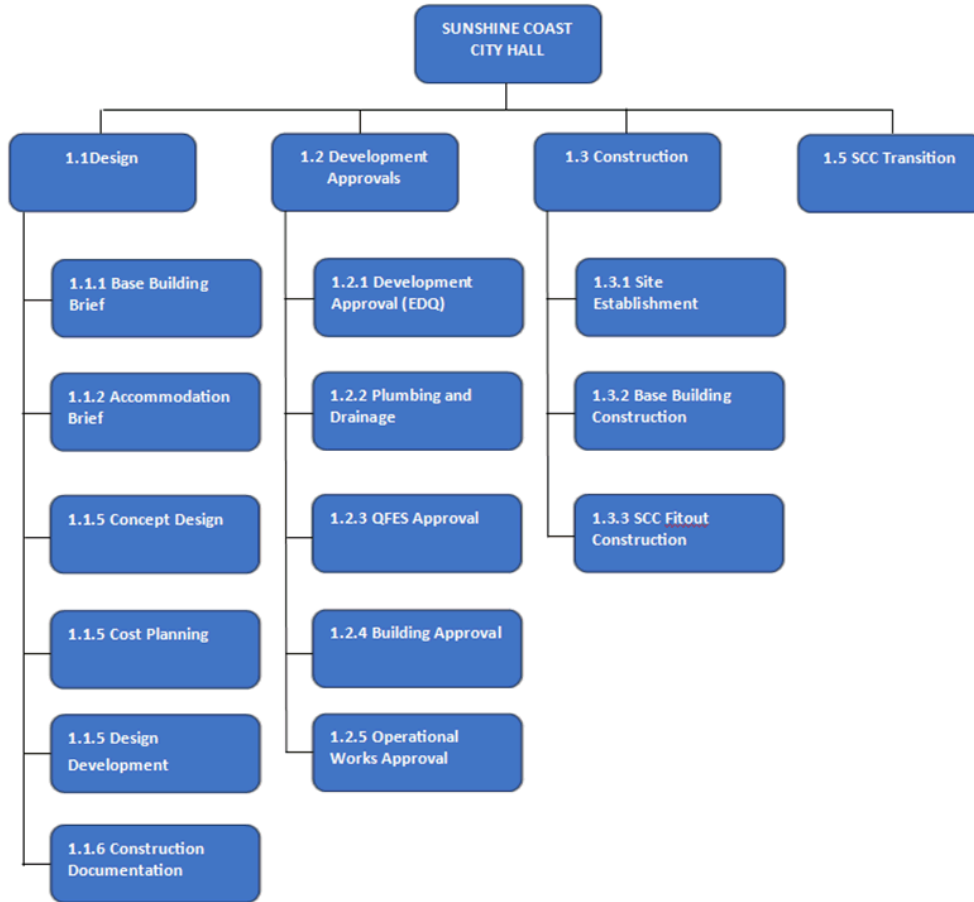 SUNSHINE COAST
CITY HALL
1.1Design
1.2 Development
Approvals
1.3 Construction
1.5 SCC Transition
1.1.1 Base Building
Brief
1.1.2 Accommodation
Brief
1.1.5 Concept Design
1.1.5 Cost Planning
1.1.5 Design
Development
1.1.6 Construction
Documentation
1.2.1 Development
Approval (EDQ)
1.2.2 Plumbing and
Drainage
1.2.3 QFES Approval
1.2.4 Building Approval
1.2.5 Operational
Works Approval
1.3.1 Site
Establishment
1.3.2 Base Building
Construction
1.3.3 SCC Fitout
Construction